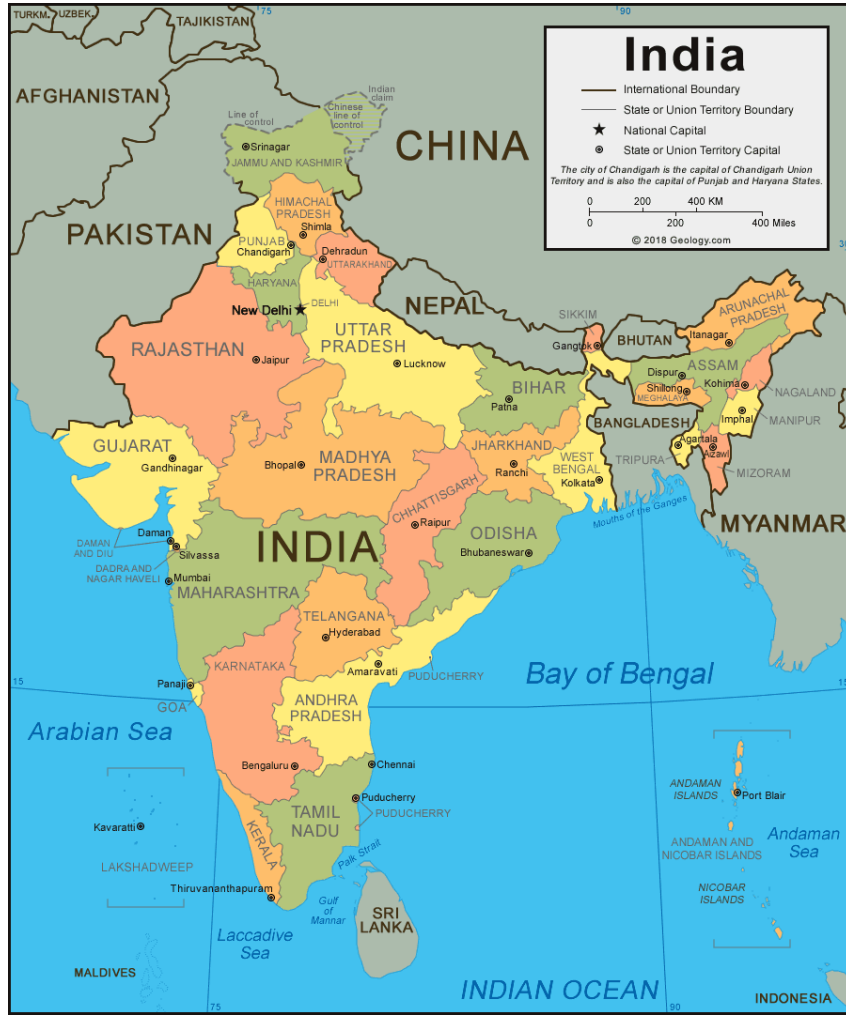 75
90
TURKM.
UZBEK.
TAJIKISTAN
AFGHANISTAN
CHINA
PAKISTAN
India
International Boundary
State or Union Territory Boundary
National Capital
State or Union Territory Capital
The city of Chandigarh is the capital of Chandigarh Union
Territory and is also the capital of Punjab and Haryana States.
0 200 400 KM
0 200 400 Miles
© 2018 Geology.com
Indian
claim
Chinese
line of
control
Line of
control
Srinagar
JAMMU AND KASHMIR
HIMACHAL
PRADESH
Shimla
PUNJAB
Chandigarh
Dehradun
UTTARAKHAND
HARYANA
DELHI
New Delhi
NEPAL
RAJASTHAN
Jaipur
UTTAR
PRADESH
Lucknow
SIKKIM
Gangtok
BHUTAN
ARUNACHAL
PRADESH
Itanagar
ASSAM
Dispur
Shillong
MEGHALAYA
Kohima
NAGALAND
Imphal
MANIPUR
BIHAR
Patna
BANGLADESH
Agartala
TRIPURA
Aizawl
MIZORAM
GUJARAT
Gandhinagar
MADHYA
PRADESH
Bhopal
JHARKHAND
Ranchi
WEST
BENGAL
Kolkata
Mouths of the Ganges
MYANMAR
CHHATTISGARH
Raipur
ODISHA
Bhubaneswar
INDIA
DAMAN
AND DIU
Daman
Silvassa
DADRA AND
NAGAR HAVELI
Mumbai
MAHARASHTRA
TELANGANA
Hyderabad
KARNATAKA
Amaravati
PUDUCHERRY
Panaji
GOA
ANDHRA
PRADESH
15
Bay of Bengal
Arabian Sea
Bengaluru
Chennai
Puducherry
PUDUCHERRY
TAMIL
NADU
KERALA
Kavaratti
LAKSHADWEEP
Thiruvananthapuram
Palk Strait
Gulf
of
Mannar
SRI
LANKA
Laccadive
Sea
MALDIVES
ANDAMAN
ISLANDS
Port Blair
ANDAMAN AND
NICOBAR ISLANDS
Andaman
Sea
NICOBAR
ISLANDS
INDIAN OCEAN
INDONESIA
75
90